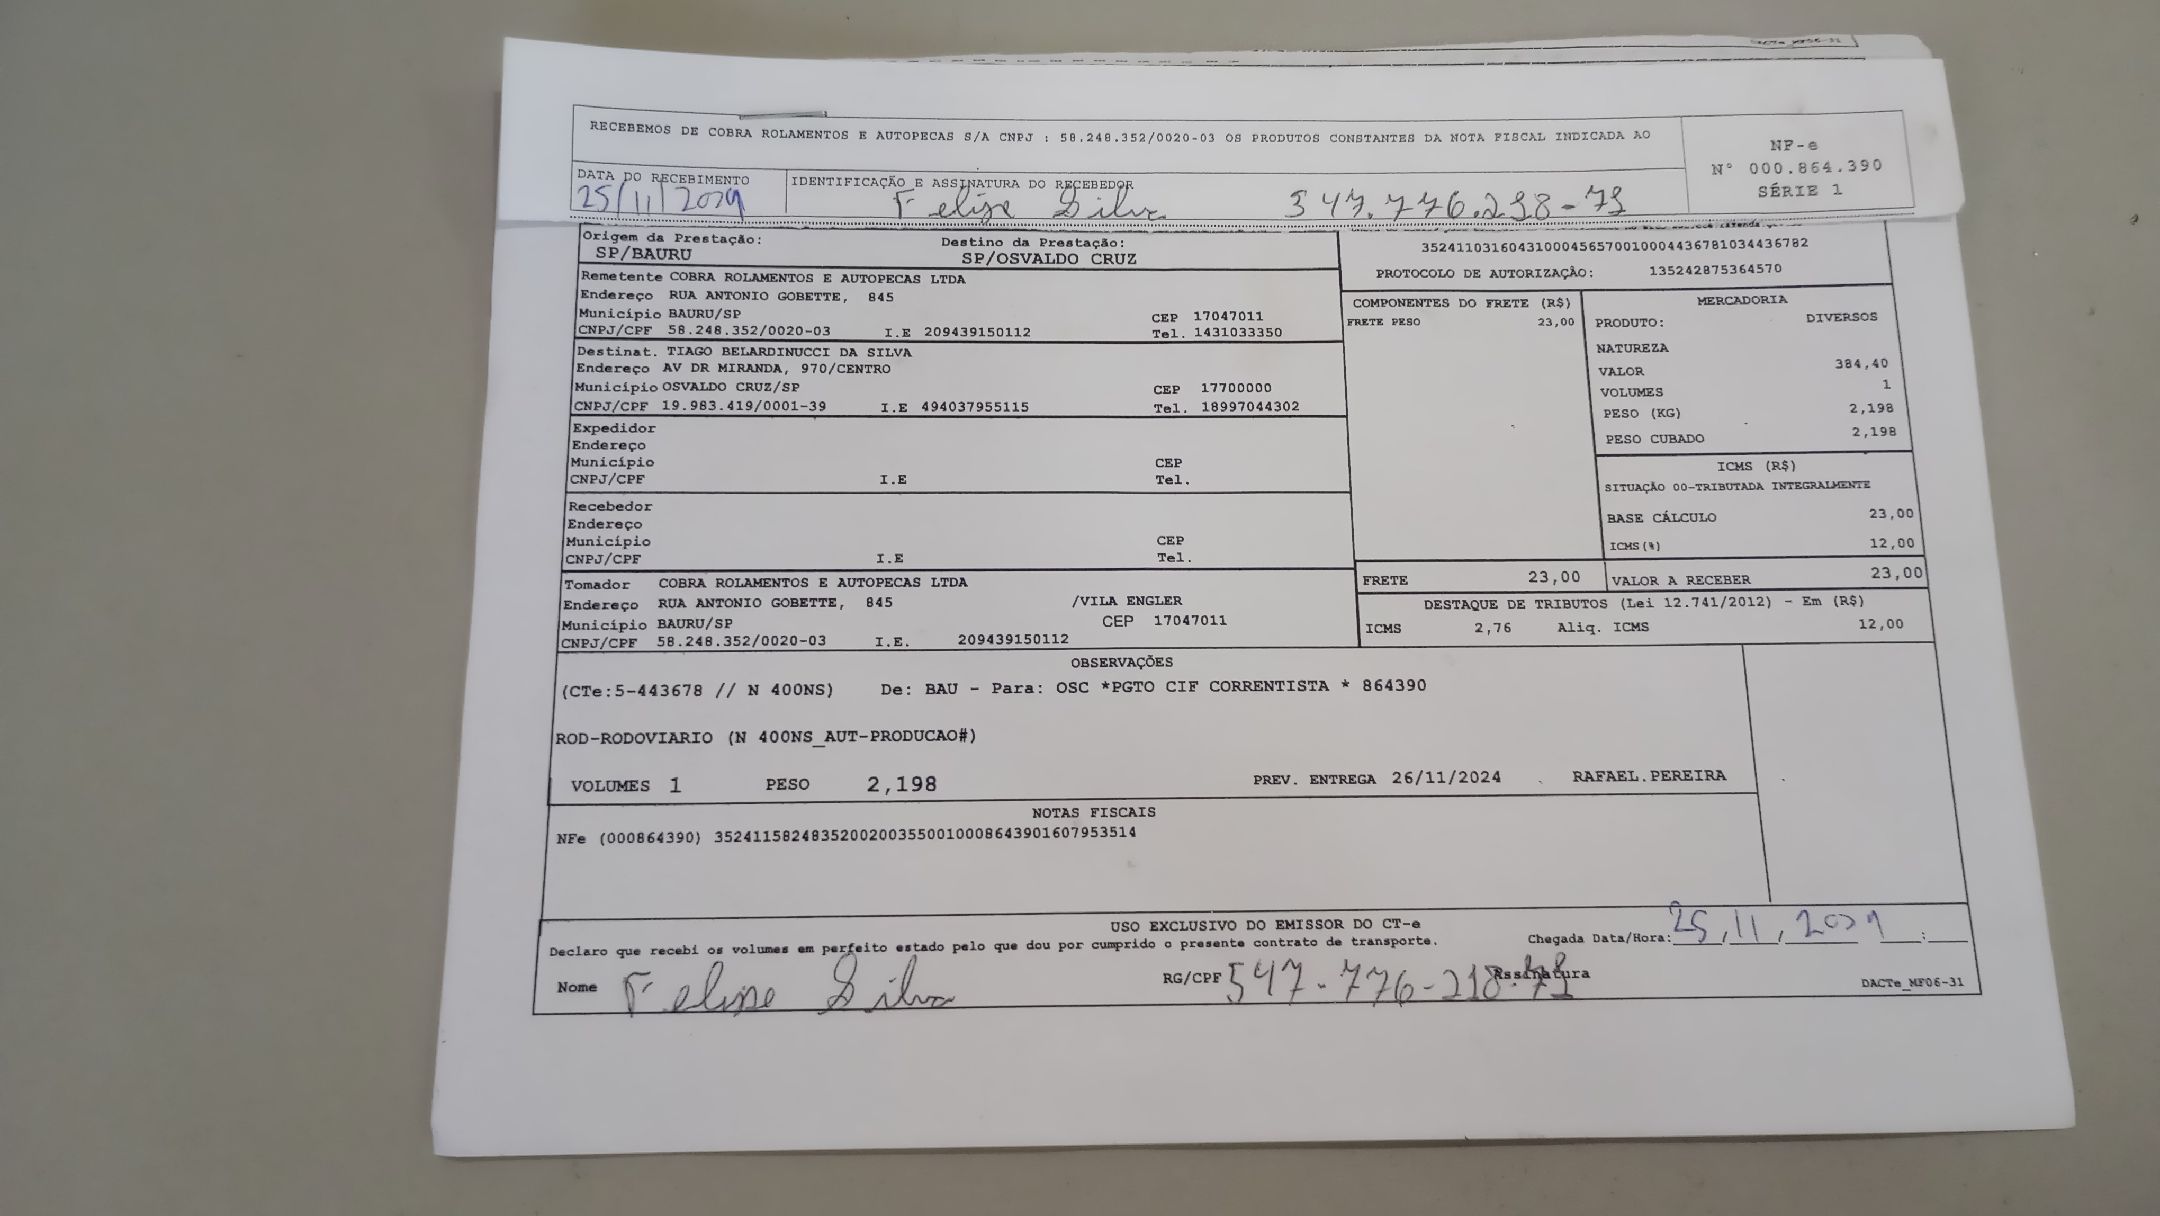 RECEBEMOS DE COBRA ROLAMENTOS E AUTOPECAS S/A CNPJ : 58.248.352/0020-03 OS PRODUTOS CONSTANTES DA NOTA FISCAL INDICADA AO
NF-e
Nº 000.864.390
SÉRIE 1
DATA DO RECEBIMENTO
25/11/2024
IDENTIFICAÇÃO E ASSINATURA DO RECEBEDOR
Felipe Silva 547.776.218-71
Origem da Prestação:
SP/BAURU
Destino da Prestação:
SP/OSVALDO CRUZ
35241103160431000456570010004436781034436782
PROTOCOLO DE AUTORIZAÇÃO: 135242875364570
Remetente COBRA ROLAMENTOS E AUTOPECAS LTDA
Endereço RUA ANTONIO GOBETTE, 845
Município BAURU/SP CEP 17047011
CNPJ/CPF 58.248.352/0020-03 I.E 209439150112 Tel. 1431033350
Destinat. TIAGO BELARDINUCCI DA SILVA
Endereço AV DR MIRANDA, 970/CENTRO
Município OSVALDO CRUZ/SP CEP 17700000
CNPJ/CPF 19.983.419/0001-39 I.E 494037955115 Tel. 18997044302
Expedidor
Endereço
Município CEP
CNPJ/CPF I.E Tel.
Recebedor
Endereço
Município CEP
CNPJ/CPF I.E Tel.
Tomador COBRA ROLAMENTOS E AUTOPECAS LTDA
Endereço RUA ANTONIO GOBETTE, 845 /VILA ENGLER
Município BAURU/SP CEP 17047011
CNPJ/CPF 58.248.352/0020-03 I.E. 209439150112
COMPONENTES DO FRETE (R$)
FRETE PESO 23,00
MERCADORIA
PRODUTO: DIVERSOS
NATUREZA
VALOR 384,40
VOLUMES 1
PESO (KG) 2,198
PESO CUBADO 2,198
ICMS (R$)
SITUAÇÃO 00-TRIBUTADA INTEGRALMENTE
BASE CÁLCULO 23,00
ICMS(%) 12,00
FRETE 23,00
VALOR A RECEBER 23,00
DESTAQUE DE TRIBUTOS (Lei 12.741/2012) - Em (R$)
ICMS 2,76 Aliq. ICMS 12,00
OBSERVAÇÕES
(CTe:5-443678 // N 400NS) De: BAU - Para: OSC *PGTO CIF CORRENTISTA * 864390
ROD-RODOVIARIO (N 400NS_AUT-PRODUCAO#)
VOLUMES 1 PESO 2,198 PREV. ENTREGA 26/11/2024 RAFAEL.PEREIRA
NOTAS FISCAIS
NFe (000864390) 35241158248352002003550010008643901607953514
USO EXCLUSIVO DO EMISSOR DO CT-e
Declaro que recebi os volumes em perfeito estado pelo que dou por cumprido o presente contrato de transporte.
Chegada Data/Hora: 25/11/2024 :
Nome Felipe Silva RG/CPF 547-776-218-71 Assinatura
DACTe_MF06-31